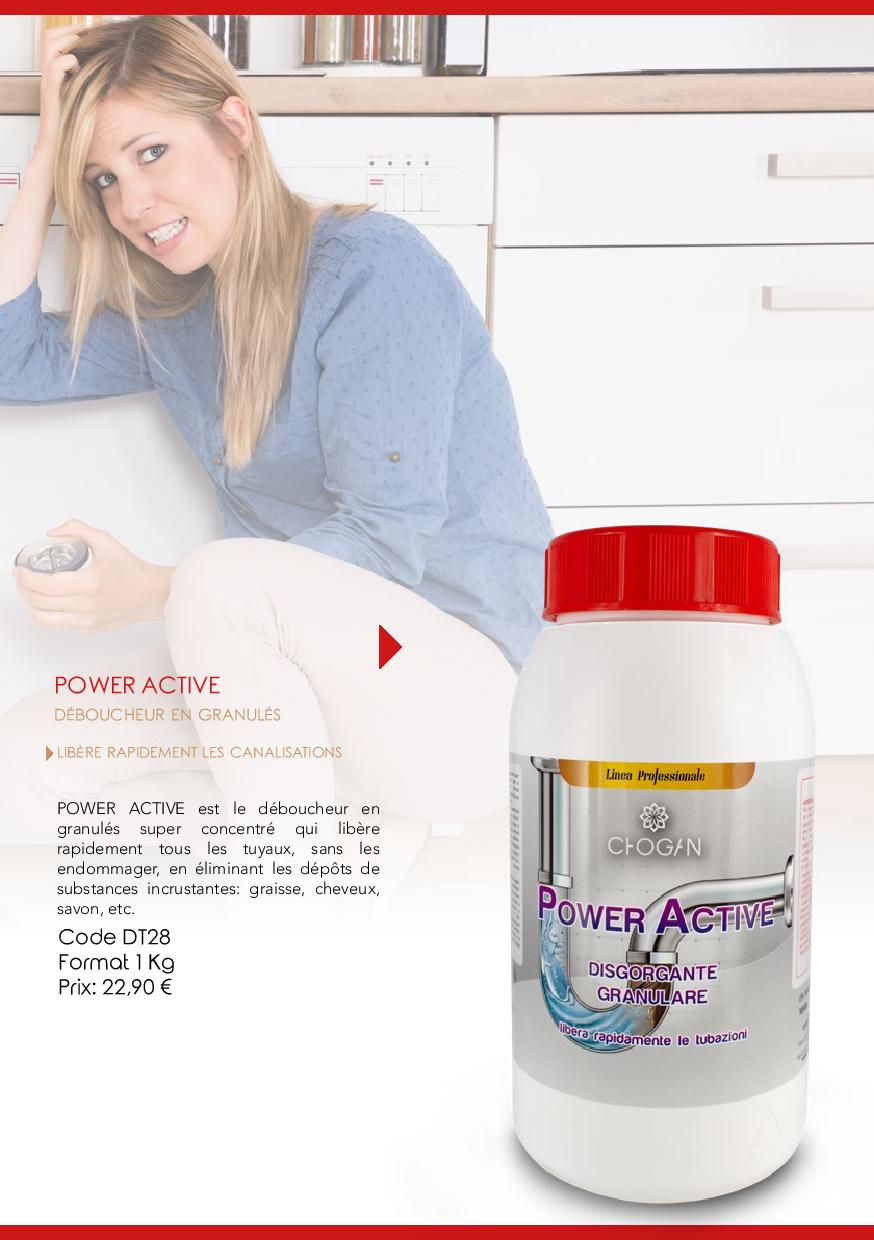 POWER ACTIVE
DÉBOUCHEUR EN GRANULÉS
LIBÈRE RAPIDEMENT LES CANALISATIONS
POWER ACTIVE est le déboucheur en
granulés super concentré qui libère
rapidement tous les tuyaux, sans les
endommager, en éliminant les dépôts de
substances incrustantes: graisse, cheveux,
savon, etc.
Code DT28
Format 1 Kg
Prix: 22,90 €
Linea Professionale
CHOGAN
POWER ACTIVE
DISGORGANTE
GRANULARE
libera rapidamente le tubazioni